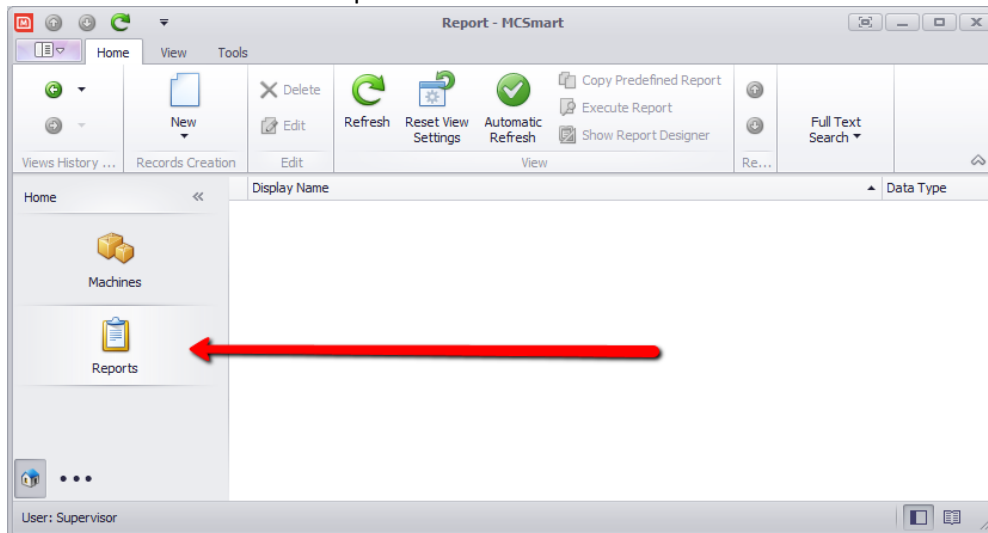 Report - MCSmart
Home View Tools
New
Delete
Edit
Refresh
Reset View
Settings
Automatic
Refresh
Copy Predefined Report
Execute Report
Show Report Designer
Full Text
Search
Views History ...
Records Creation
Edit
View
Re...
Home
Display Name
Data Type
Machines
Reports
User: Supervisor